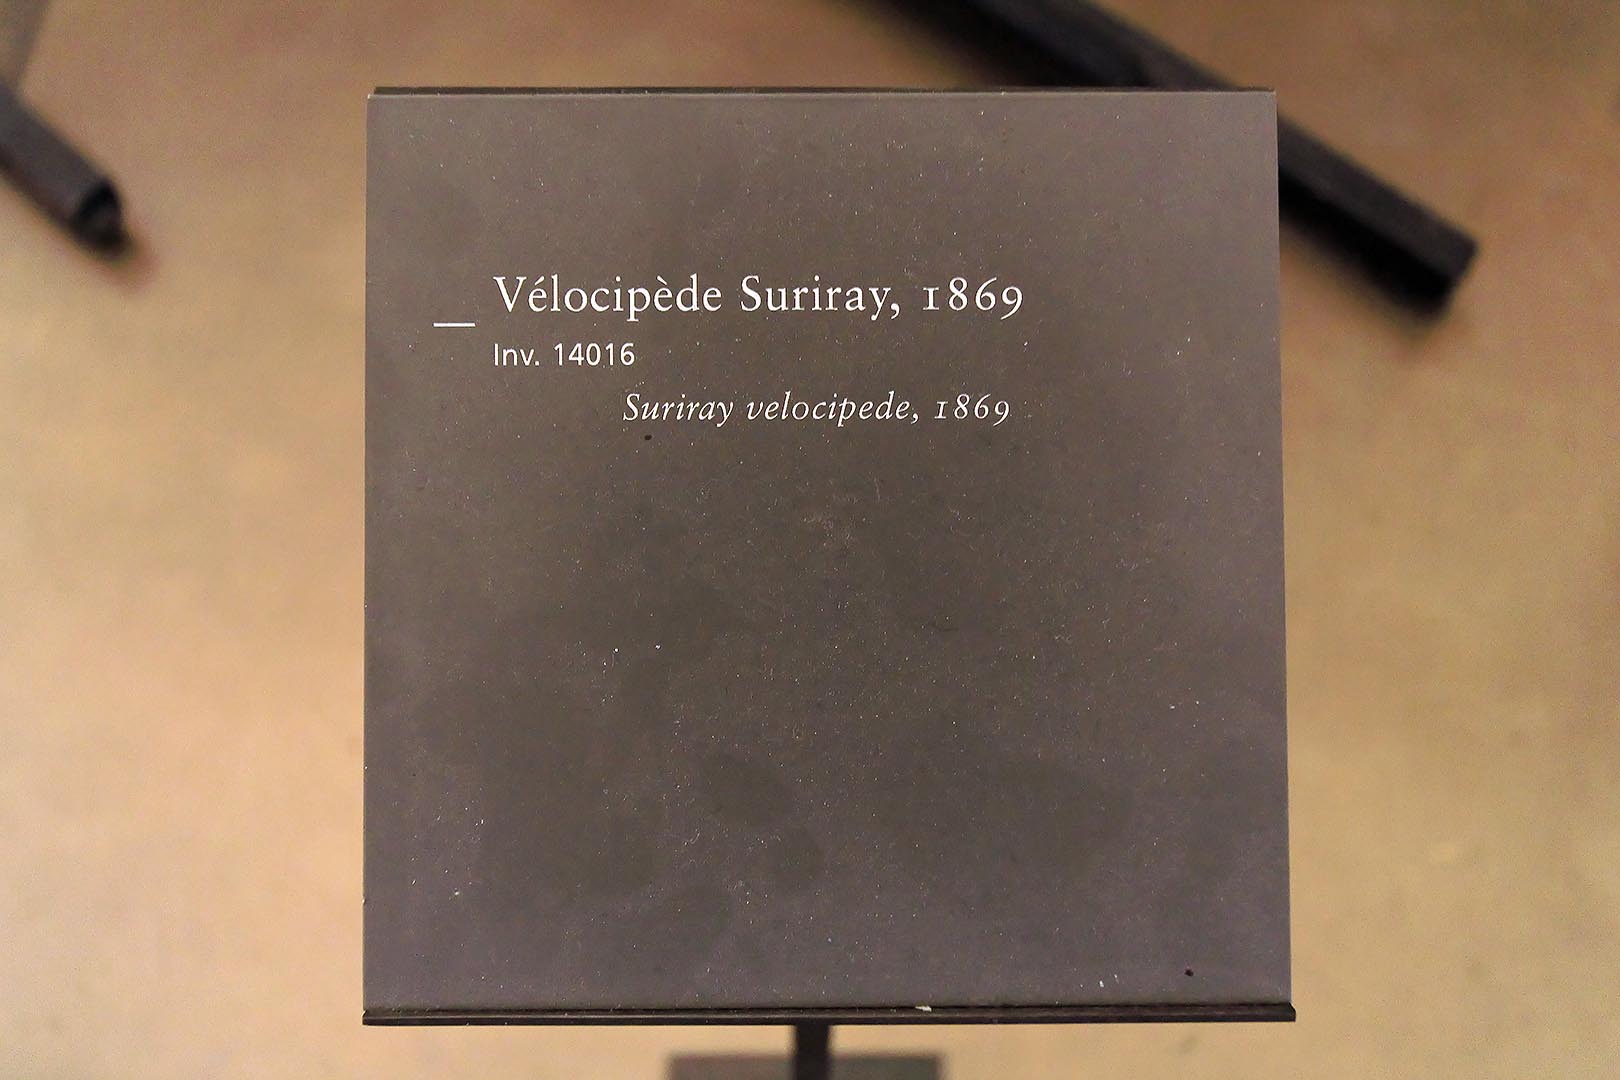 Vélocipède Suriray, 1869
Inv. 14016
Suriray velocipede, 1869